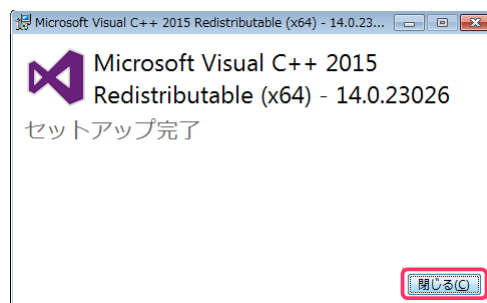 Microsoft Visual C++ 2015 Redistributable (x64) - 14.0.23...
Microsoft Visual C++ 2015
Redistributable (x64) - 14.0.23026
セットアップ完了
閉じる(C)